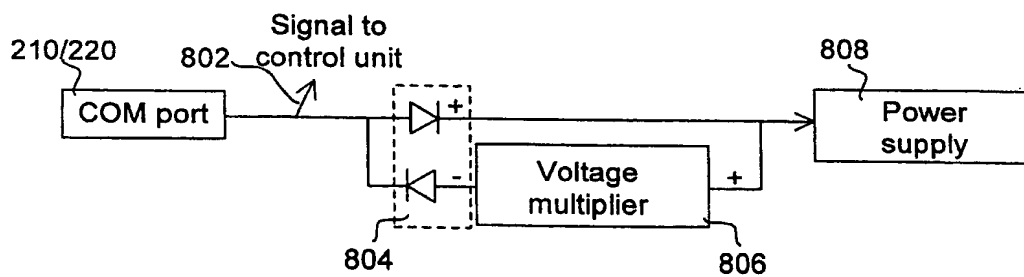 Signal to
control unit
210/220
802
808
COM port
+
Power
supply
-
Voltage
multiplier
+
804
806